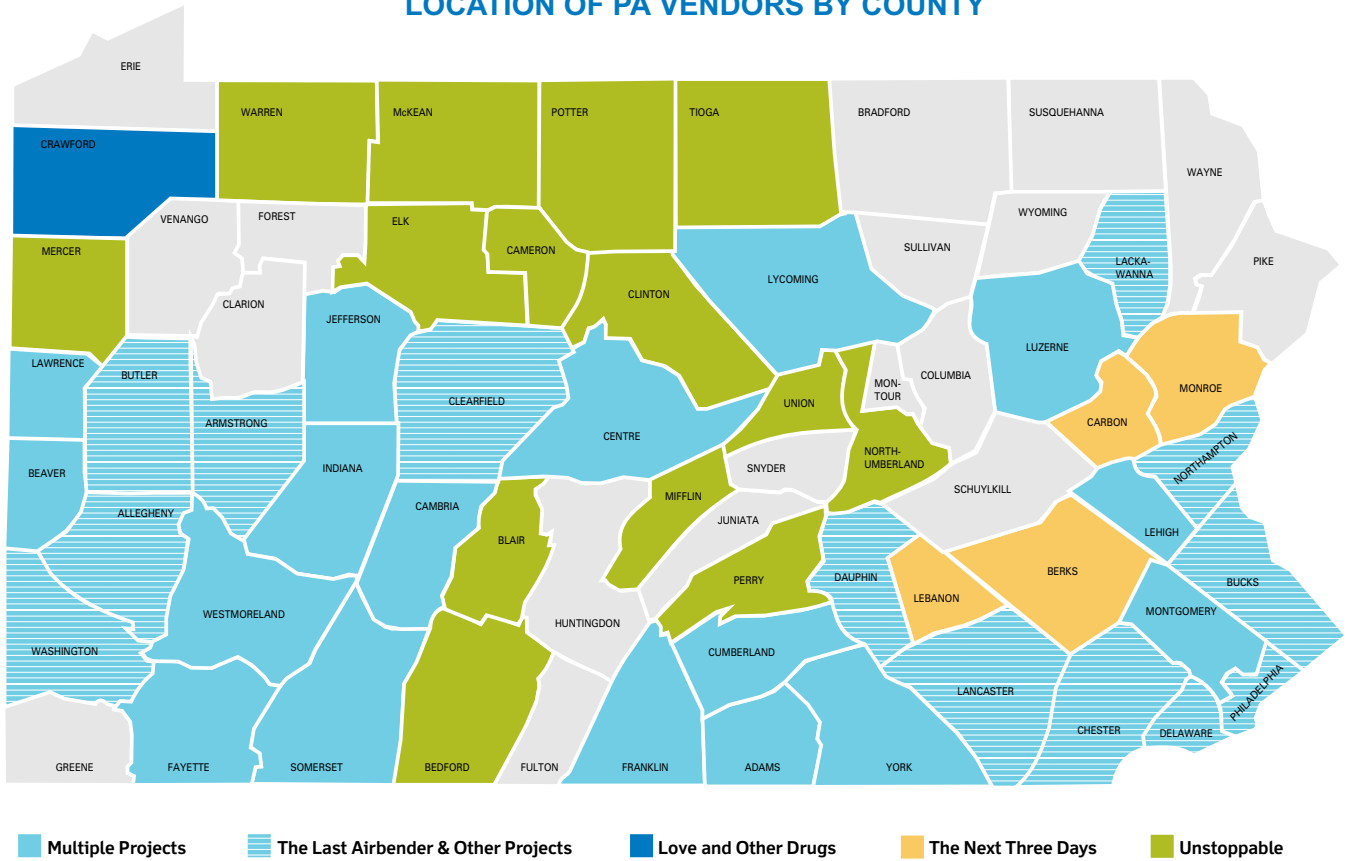 LOCATION OF PA VENDORS BY COUNTY
ERIE
WARREN
McKEAN
POTTER
TIOGA
BRADFORD
SUSQUEHANNA
CRAWFORD
WAYNE
VENANGO
FOREST
WYOMING
ELK
MERCER
CAMERON
SULLIVAN
LACKA-
WANNA
PIKE
LYCOMING
CLINTON
CLARION
JEFFERSON
LUZERNE
LAWRENCE
BUTLER
COLUMBIA
MON-
TOUR
MONROE
CLEARFIELD
UNION
ARMSTRONG
CARBON
CENTRE
NORTH-
UMBERLAND
NORTHAMPTON
BEAVER
INDIANA
SNYDER
SCHUYLKILL
MIFFLIN
CAMBRIA
ALLEGHENY
JUNIATA
LEHIGH
BLAIR
BERKS
DAUPHIN
PERRY
BUCKS
LEBANON
WESTMORELAND
HUNTINGDON
MONTGOMERY
WASHINGTON
CUMBERLAND
LANCASTER
PHILADELPHIA
CHESTER
DELAWARE
GREENE
FAYETTE
SOMERSET
BEDFORD
FULTON
FRANKLIN
ADAMS
YORK
Multiple Projects
The Last Airbender & Other Projects
Love and Other Drugs
The Next Three Days
Unstoppable